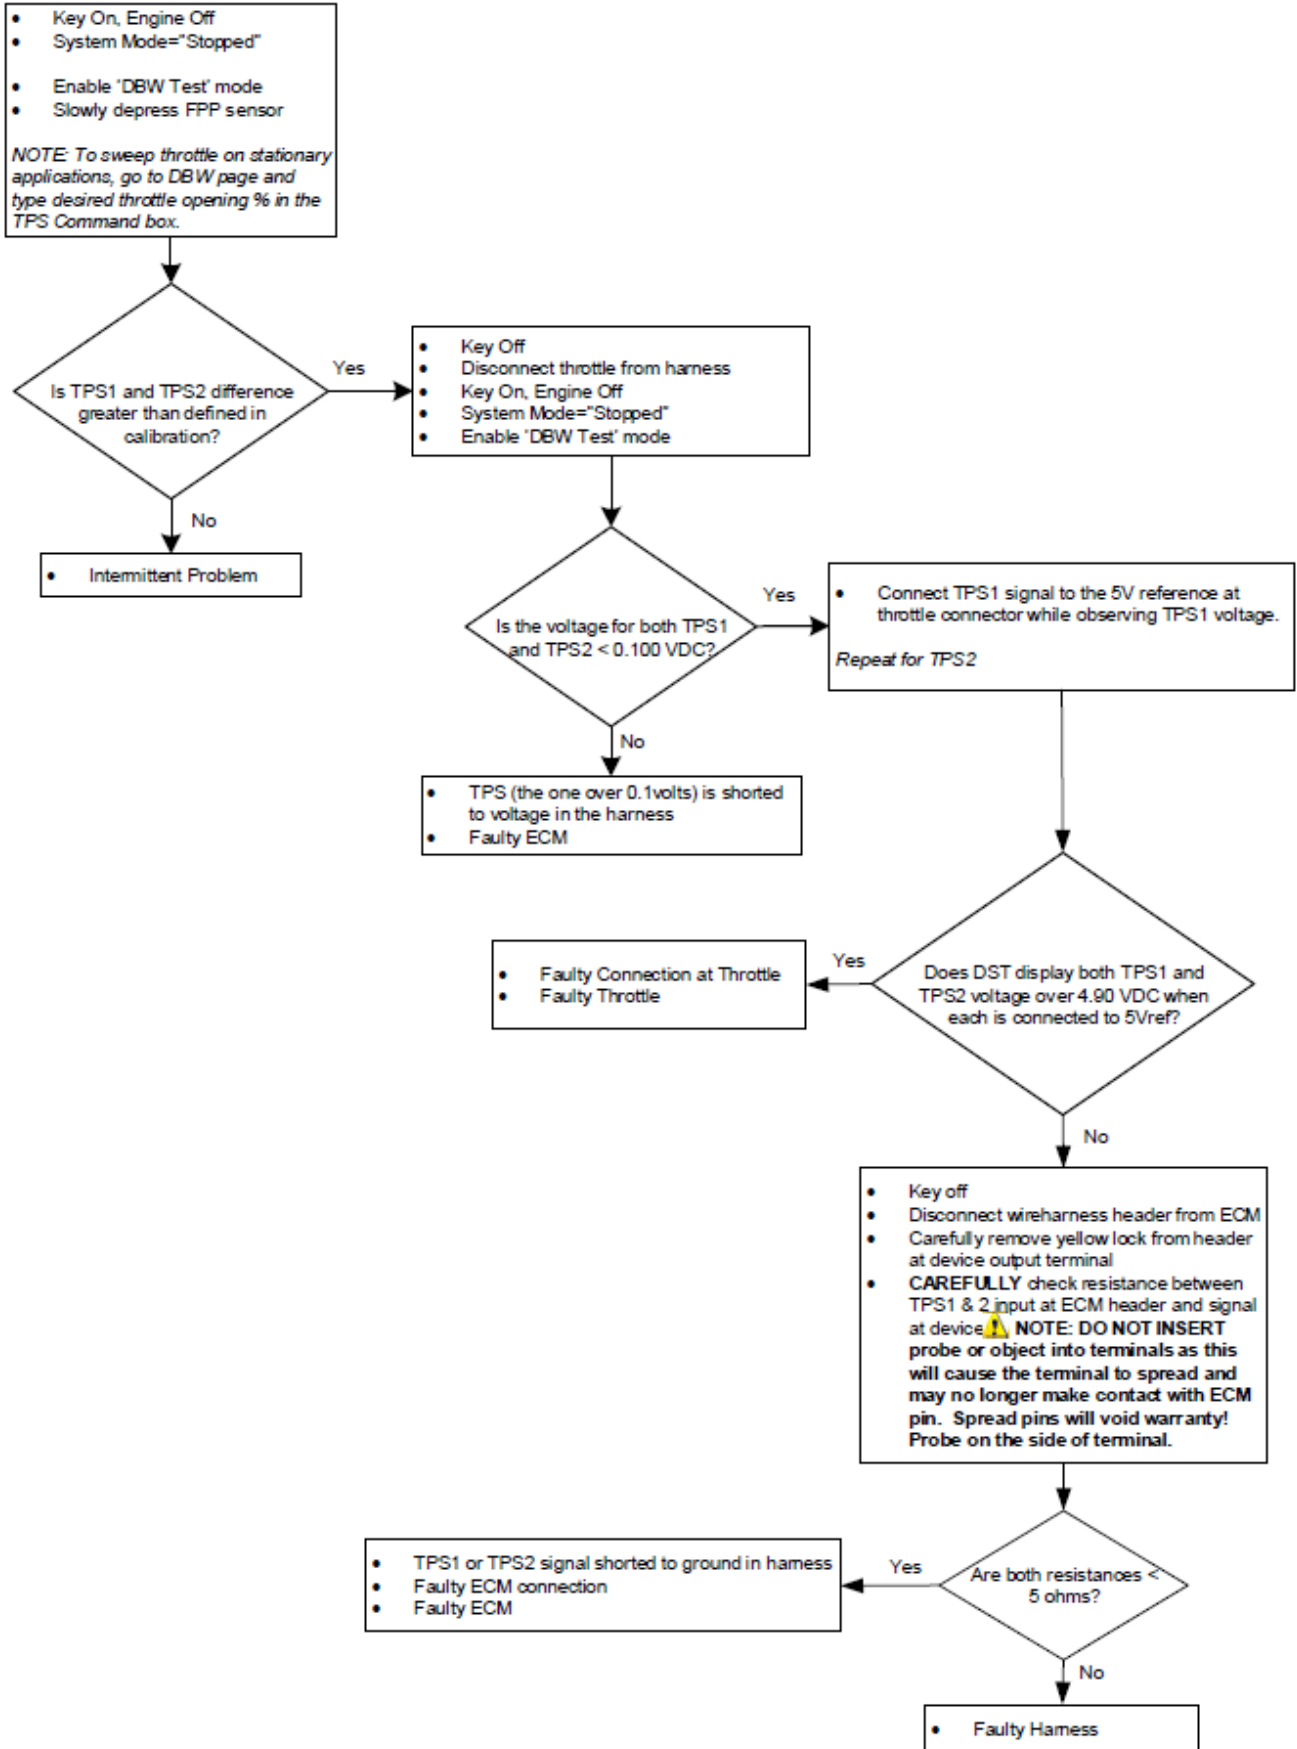 • Key On, Engine Off
• System Mode="Stopped"
• Enable 'DBW Test' mode
• Slowly depress FPP sensor
NOTE: To sweep throttle on stationary
applications, go to DBW page and
type desired throttle opening % in the
TPS Command box.
Is TPS1 and TPS2 difference
greater than defined in
calibration?
Yes
No
• Intermittent Problem
• Key Off
• Disconnect throttle from harness
• Key On, Engine Off
• System Mode="Stopped"
• Enable 'DBW Test' mode
Is the voltage for both TPS1
and TPS2 < 0.100 VDC?
Yes
No
• TPS (the one over 0.1volts) is shorted
to voltage in the harness
• Faulty ECM
• Connect TPS1 signal to the 5V reference at
throttle connector while observing TPS1 voltage.
Repeat for TPS2
Does DST display both TPS1 and
TPS2 voltage over 4.90 VDC when
each is connected to 5Vref?
Yes
• Faulty Connection at Throttle
• Faulty Throttle
No
• Key off
• Disconnect wireharness header from ECM
• Carefully remove yellow lock from header
at device output terminal
• CAREFULLY check resistance between
TPS1 & 2 input at ECM header and signal
at device NOTE: DO NOT INSERT
probe or object into terminals as this
will cause the terminal to spread and
may no longer make contact with ECM
pin. Spread pins will void warranty!
Probe on the side of terminal.
Are both resistances <
5 ohms?
Yes
• TPS1 or TPS2 signal shorted to ground in harness
• Faulty ECM connection
• Faulty ECM
No
• Faulty Harness